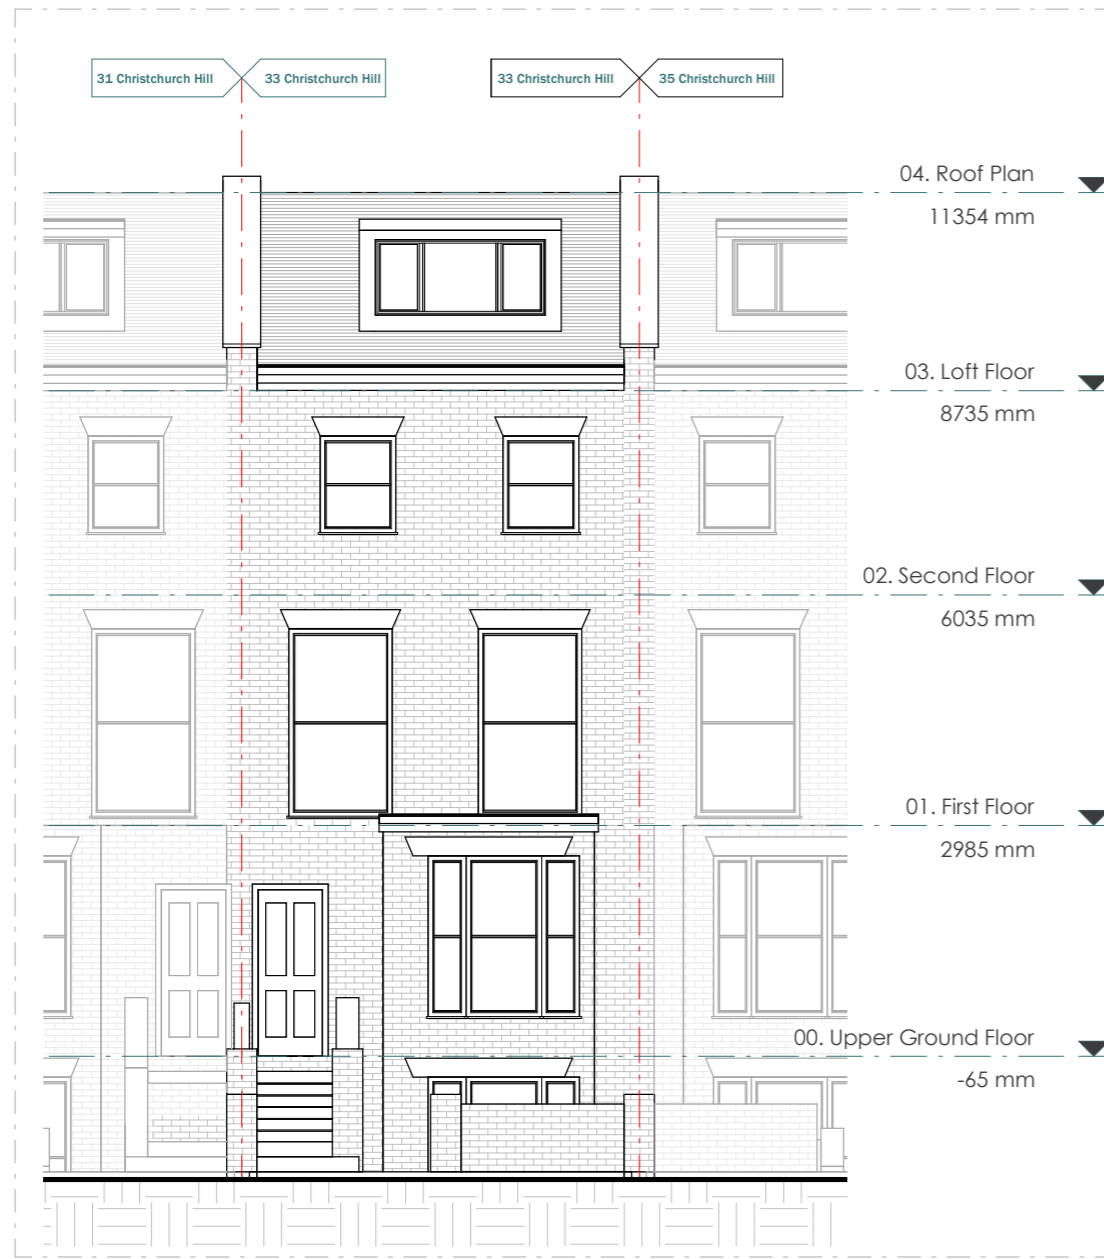 31 Christchurch Hill
33 Christchurch Hill
33 Christchurch Hill
35 Christchurch Hill
04. Roof Plan
11354 mm
03. Loft Floor
8735 mm
02. Second Floor
6035 mm
01. First Floor
2985 mm
00. Upper Ground Floor
-65 mm